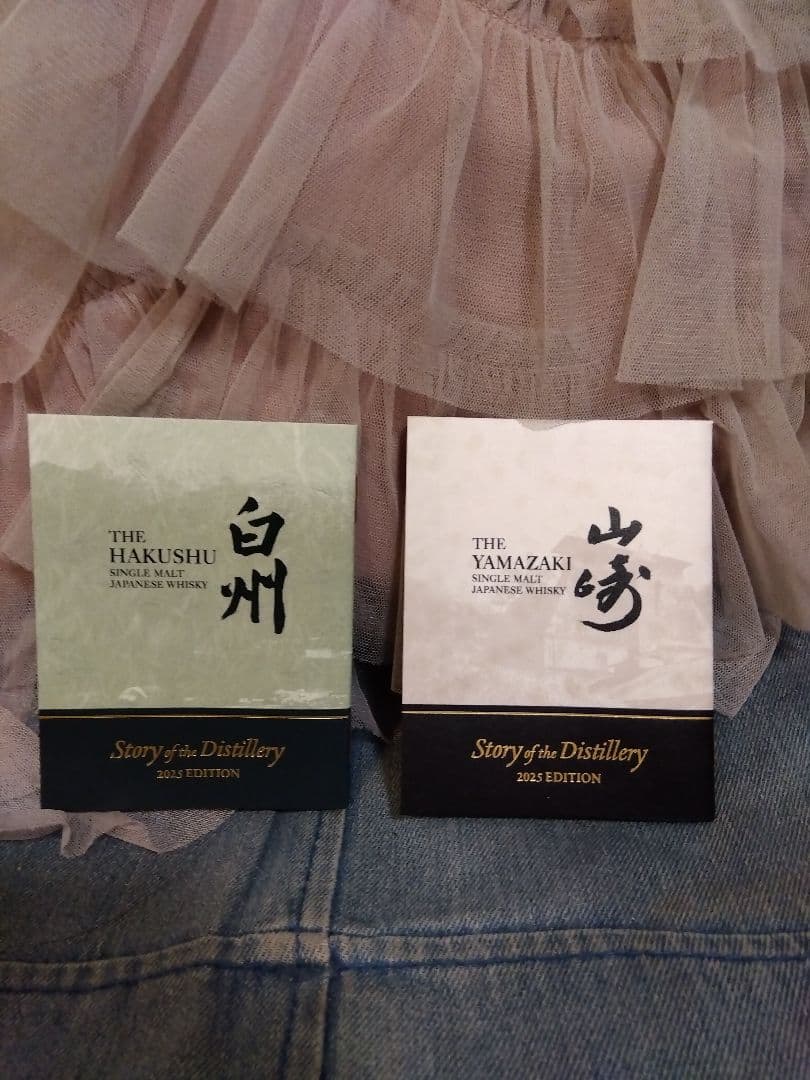 THE
HAKUSHU
SINGLE MALT
JAPANESE WHISKY
白州
Story of the Distillery
2025 EDITION
THE
YAMAZAKI
SINGLE MALT
JAPANESE WHISKY
山崎
Story of the Distillery
2025 EDITION